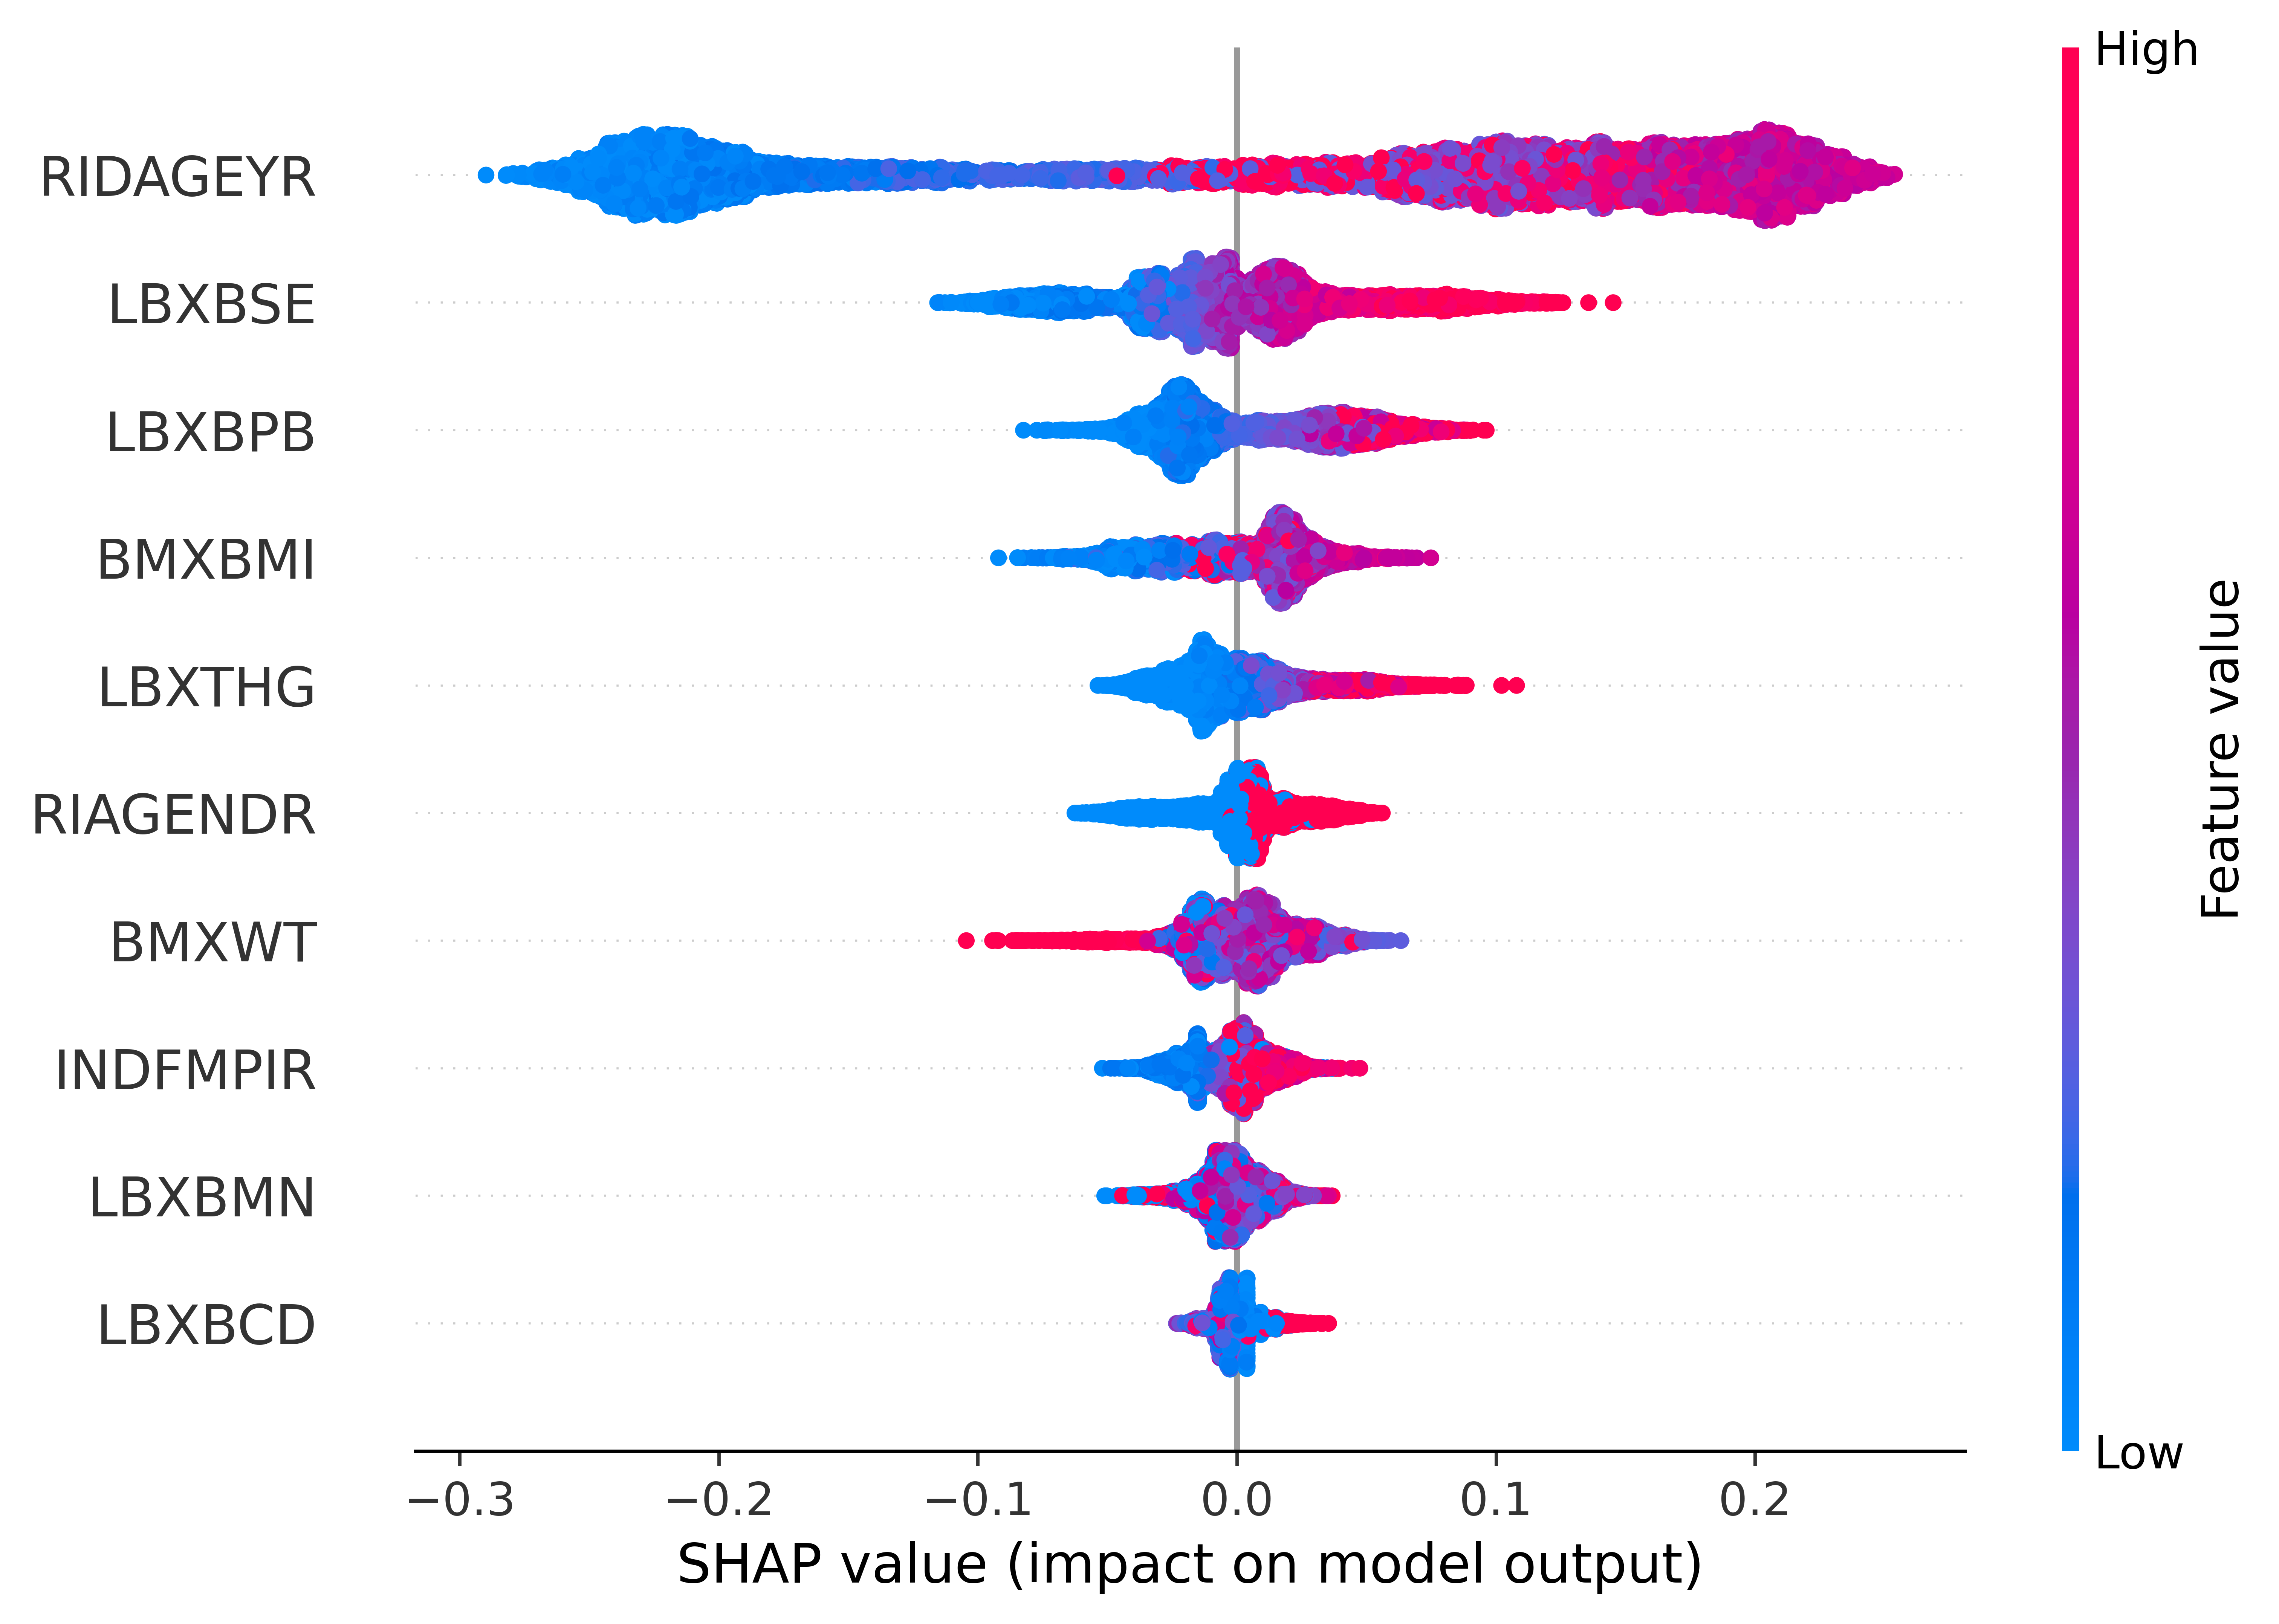 High
RIDAGEYR
LBXBSE
LBXBPB
BMXBMI
LBXTHG
RIAGENDR
BMXWT
INDFMPIR
LBXBMN
LBXBCD
Feature value
Low
−0.3 −0.2 −0.1 0.0 0.1 0.2
SHAP value (impact on model output)